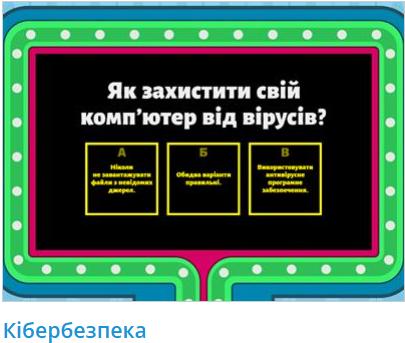 Як захистити свій
комп’ютер від вірусів?
А
Ніколи
не завантажувати
файли з невідомих
джерел.
Б
Обидва варіанти
правильні.
В
Використовувати
антивірусне
програмне
забезпечення.
Кібербезпека